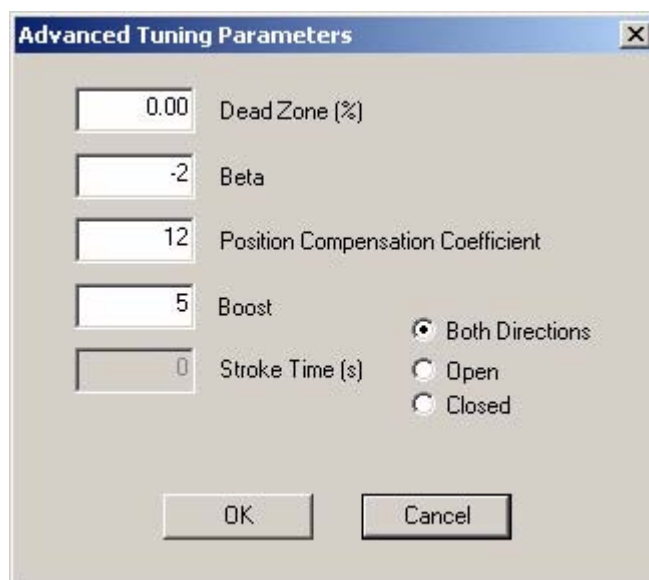 Advanced Tuning Parameters
0.00 Dead Zone (%)
-2 Beta
12 Position Compensation Coefficient
5 Boost
Both Directions
0 Stroke Time (s)
Open
Closed
OK Cancel